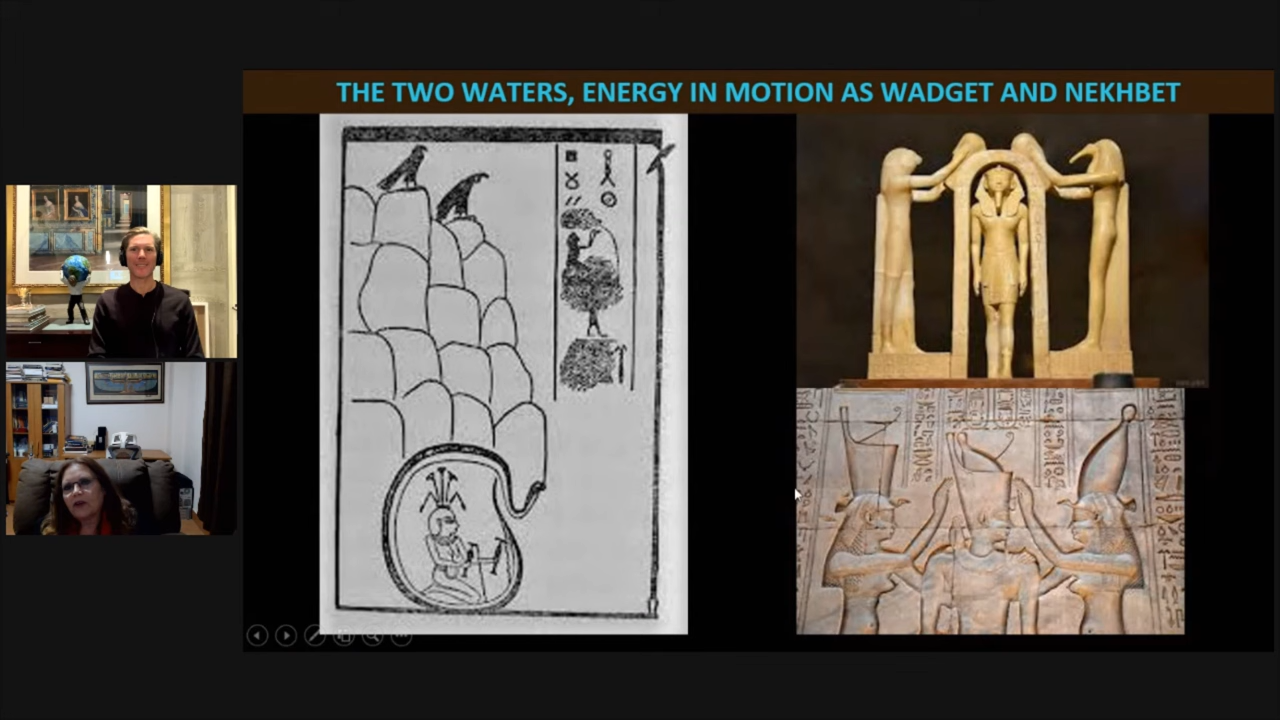 THE TWO WATERS, ENERGY IN MOTION AS WADGET AND NEKHBET